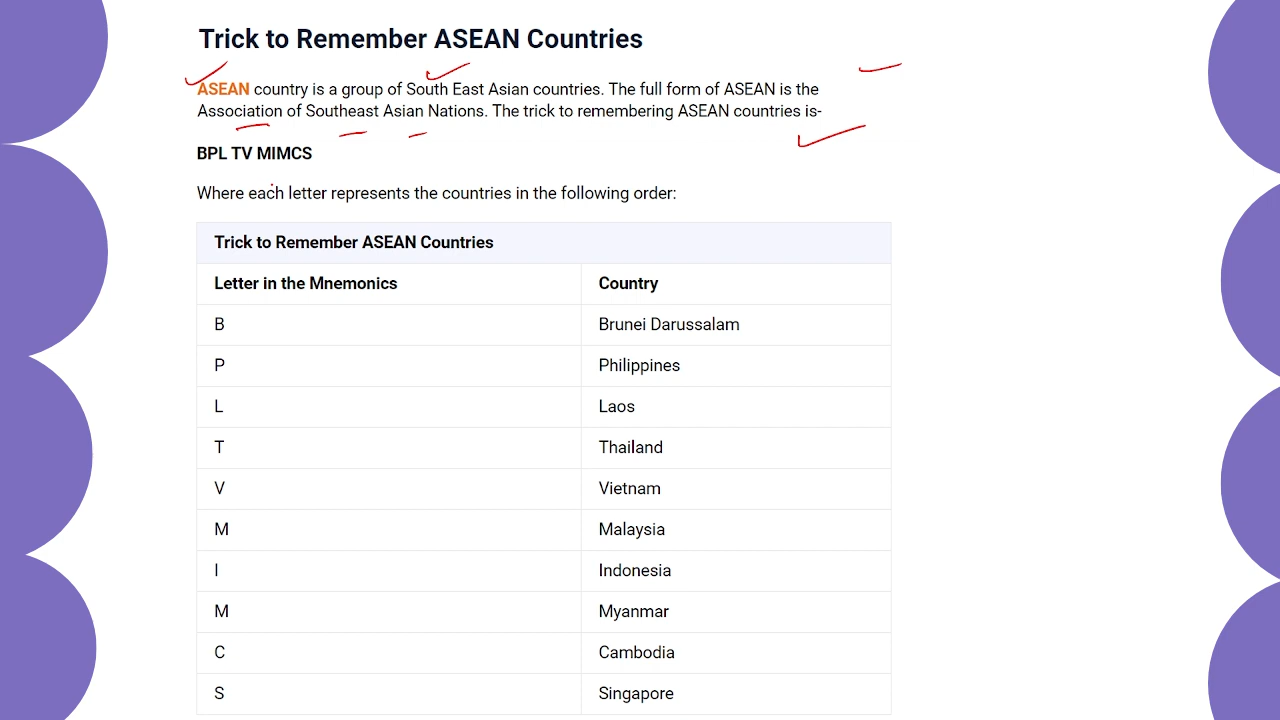 Trick to Remember ASEAN Countries
ASEAN country is a group of South East Asian countries. The full form of ASEAN is the
Association of Southeast Asian Nations. The trick to remembering ASEAN countries is-
BPL TV MIMCS
Where each letter represents the countries in the following order:
Trick to Remember ASEAN Countries
Letter in the Mnemonics Country
B Brunei Darussalam
P Philippines
L Laos
T Thailand
V Vietnam
M Malaysia
I Indonesia
M Myanmar
C Cambodia
S Singapore